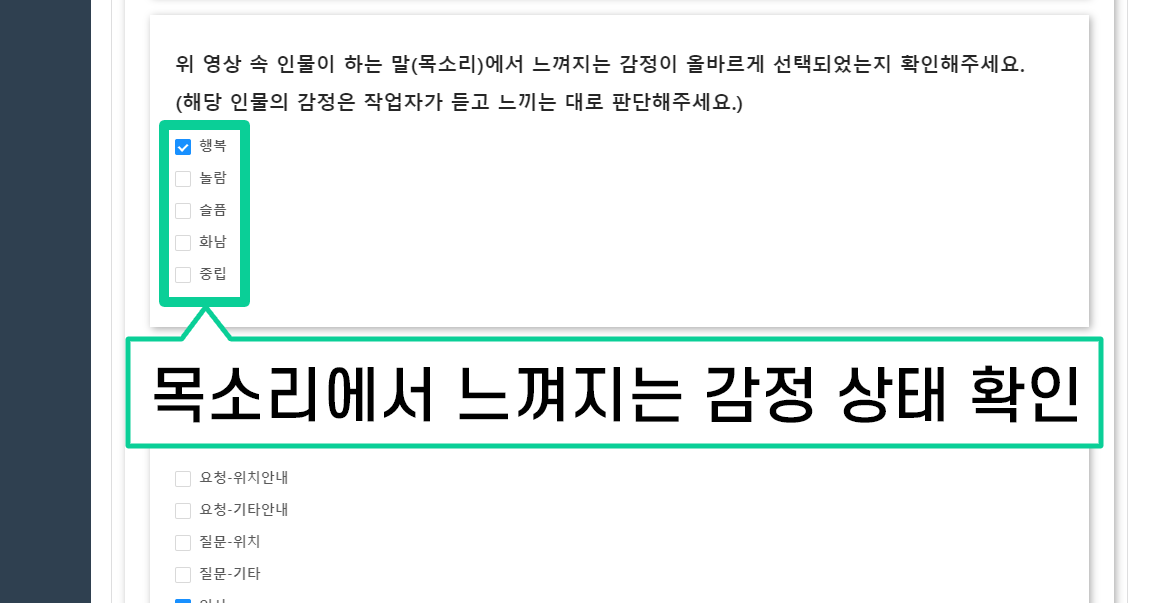 위 영상 속 인물이 하는 말(목소리)에서 느껴지는 감정이 올바르게 선택되었는지 확인해주세요.
(해당 인물의 감정은 작업자가 듣고 느끼는 대로 판단해주세요.)
행복
놀람
슬픔
화남
중립
목소리에서 느껴지는 감정 상태 확인
요청-위치안내
요청-기타안내
질문-위치
질문-기타